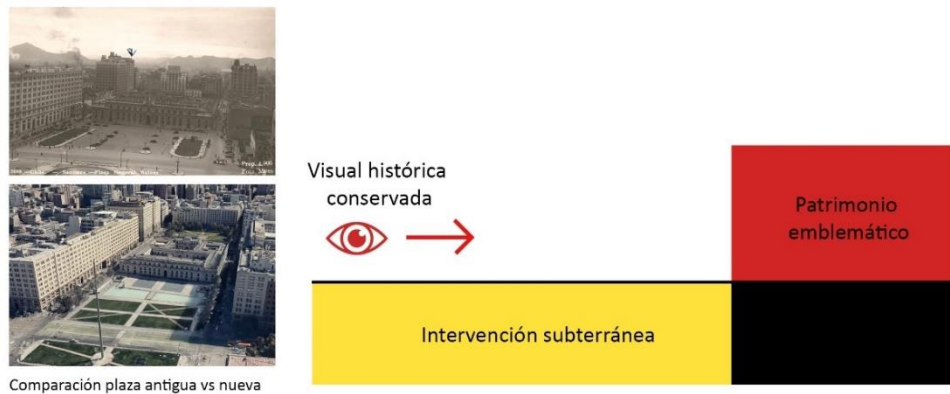 Visual histórica
conservada
Patrimonio
emblemático
Intervención subterránea
Comparación plaza antigua vs nueva